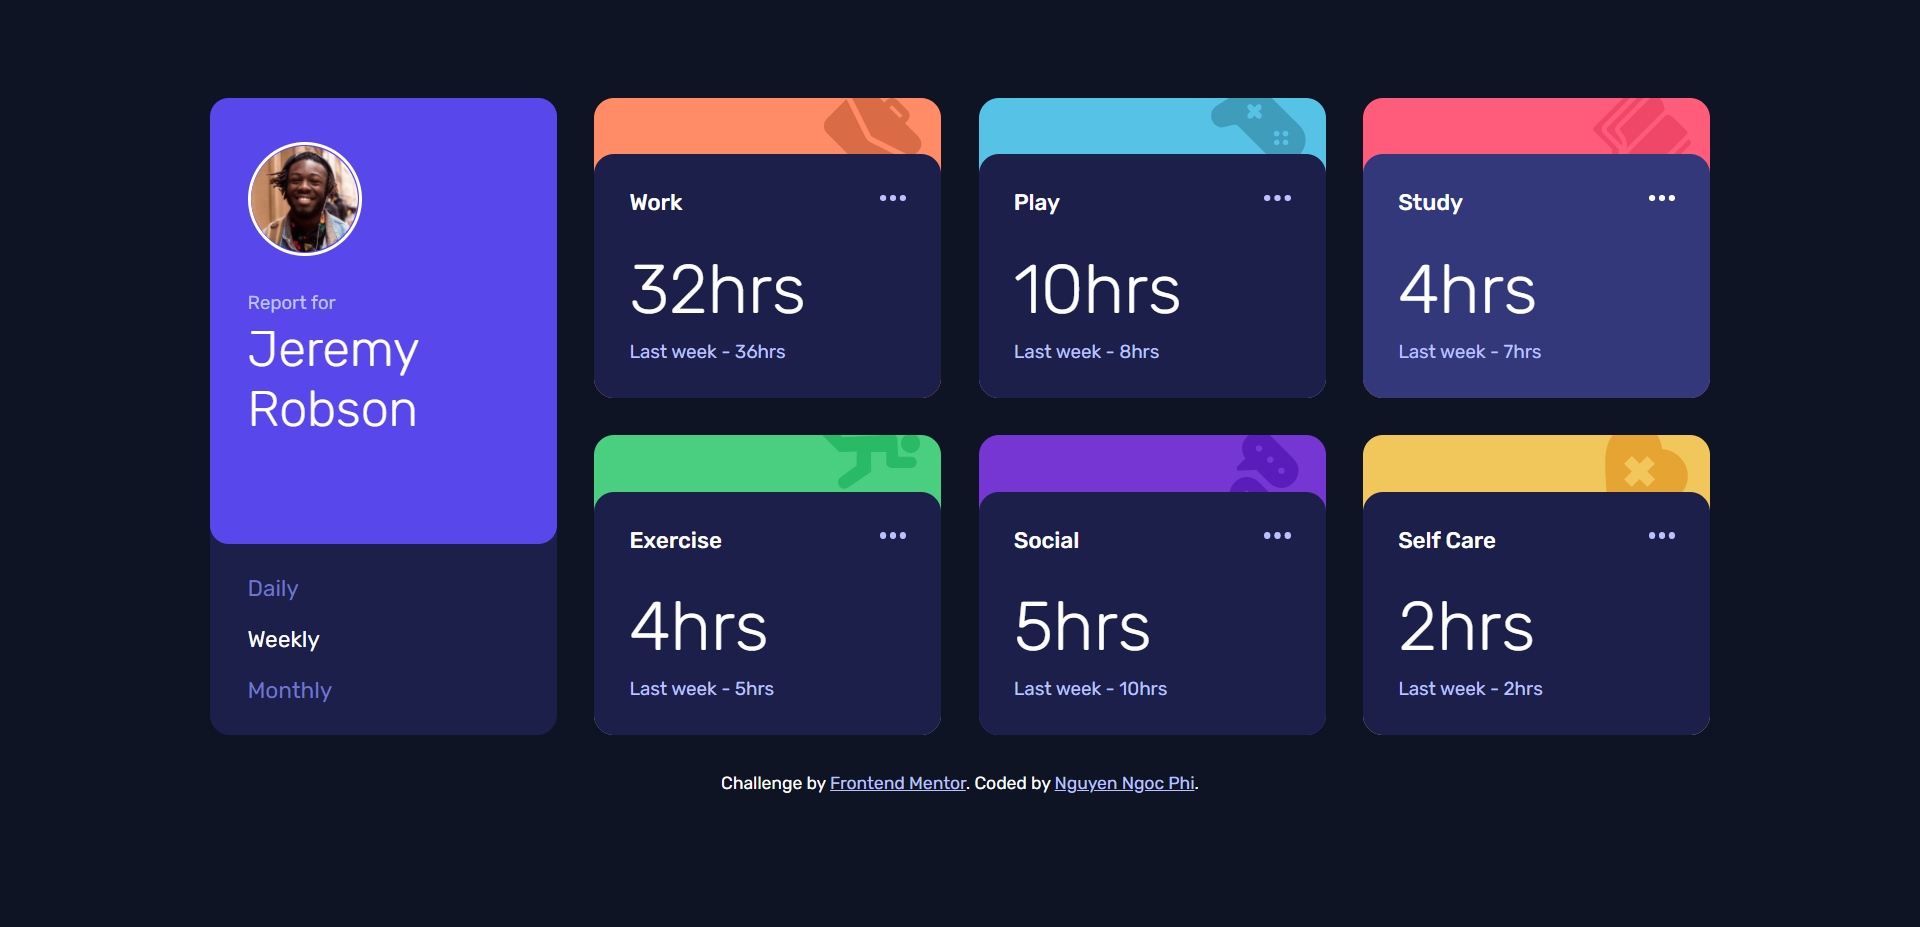 Report for
Jeremy
Robson
Daily
Weekly
Monthly
Work
32hrs
Last week - 36hrs
Play
10hrs
Last week - 8hrs
Study
4hrs
Last week - 7hrs
Exercise
4hrs
Last week - 5hrs
Social
5hrs
Last week - 10hrs
Self Care
2hrs
Last week - 2hrs
Challenge by Frontend Mentor. Coded by Nguyen Ngoc Phi.